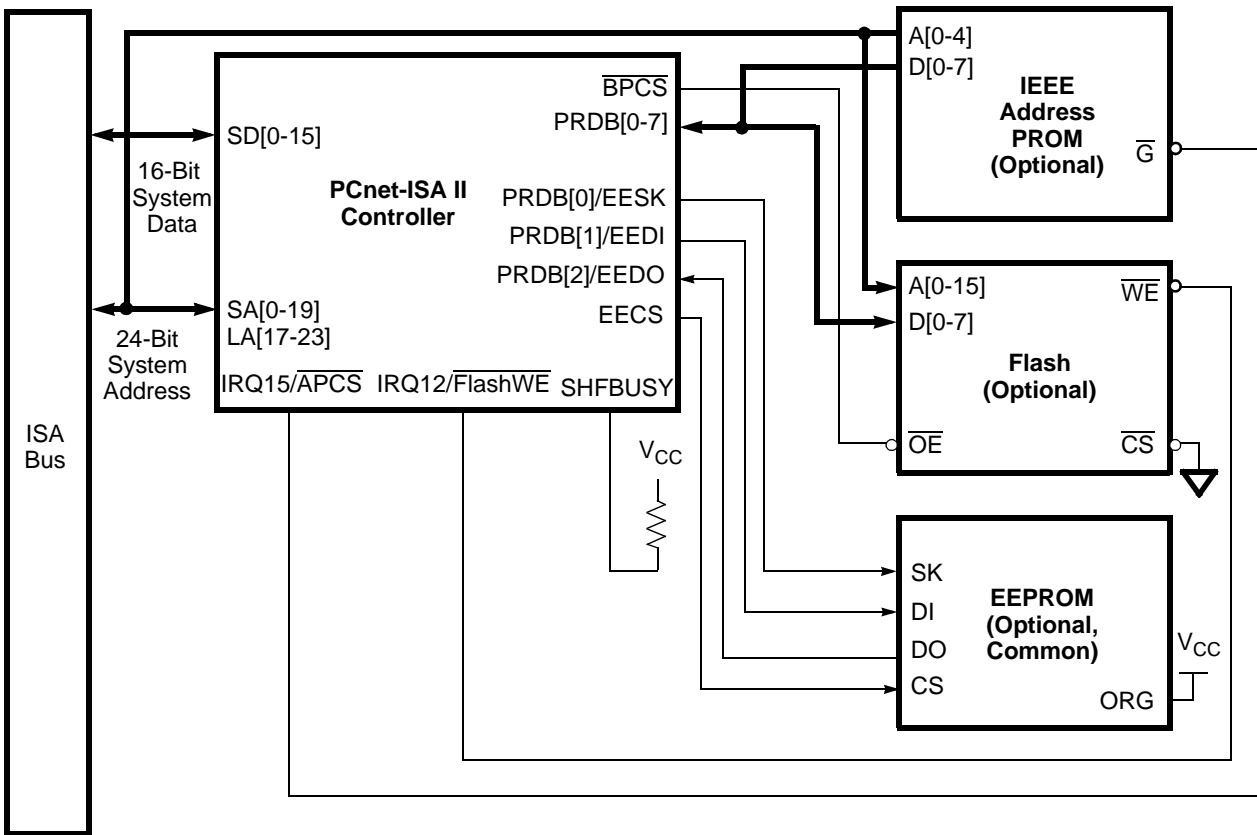 ISA
Bus
16-Bit
System
Data
24-Bit
System
Address
PCnet-ISA II
Controller
SD[0-15]
SA[0-19]
LA[17-23]
BPCS
PRDB[0-7]
PRDB[0]/EESK
PRDB[1]/EEDI
PRDB[2]/EEDO
EECS
IRQ15/APCS
IRQ12/FlashWE
SHFBUSY
VCC
A[0-4]
D[0-7]
IEEE
Address
PROM
(Optional)
G
A[0-15]
D[0-7]
WE
Flash
(Optional)
OE
CS
SK
DI
DO
CS
EEPROM
(Optional,
Common)
ORG
VCC